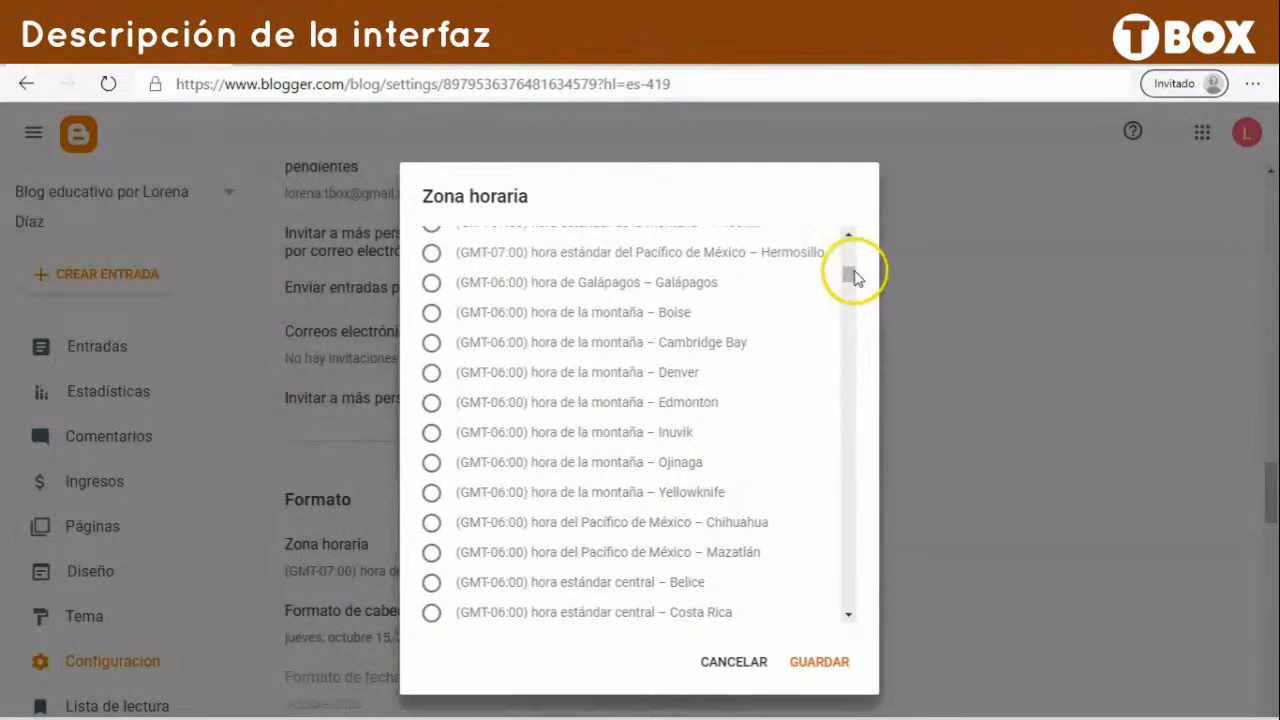 Descripción de la interfaz
TBOX
https://www.blogger.com/blog/settings/8979536376481634579?hl=es-419
Invitado
L
Blog educativo por Lorena
Díaz
CREAR ENTRADA
Entradas
Estadísticas
Comentarios
Ingresos
Páginas
Diseño
Tema
Configuración
Lista de lectura
pendientes
lorena.tbox@gmail.
Invitar a más pers
por correo electró
Enviar entradas p
Correos electróni
No hay invitaciones
Invitar a más pers
Formato
Zona horaria
(GMT-07:00) hora de
Formato de cabe
jueves, octubre 15, 2
Formato de fecha
Zona horaria
(GMT-07:00) hora estándar del Pacífico de México – Hermosillo
(GMT-06:00) hora de Galápagos – Galápagos
(GMT-06:00) hora de la montaña – Boise
(GMT-06:00) hora de la montaña – Cambridge Bay
(GMT-06:00) hora de la montaña – Denver
(GMT-06:00) hora de la montaña – Edmonton
(GMT-06:00) hora de la montaña – Inuvik
(GMT-06:00) hora de la montaña – Ojinaga
(GMT-06:00) hora de la montaña – Yellowknife
(GMT-06:00) hora del Pacífico de México – Chihuahua
(GMT-06:00) hora del Pacífico de México – Mazatlán
(GMT-06:00) hora estándar central – Belice
(GMT-06:00) hora estándar central – Costa Rica
CANCELAR GUARDAR